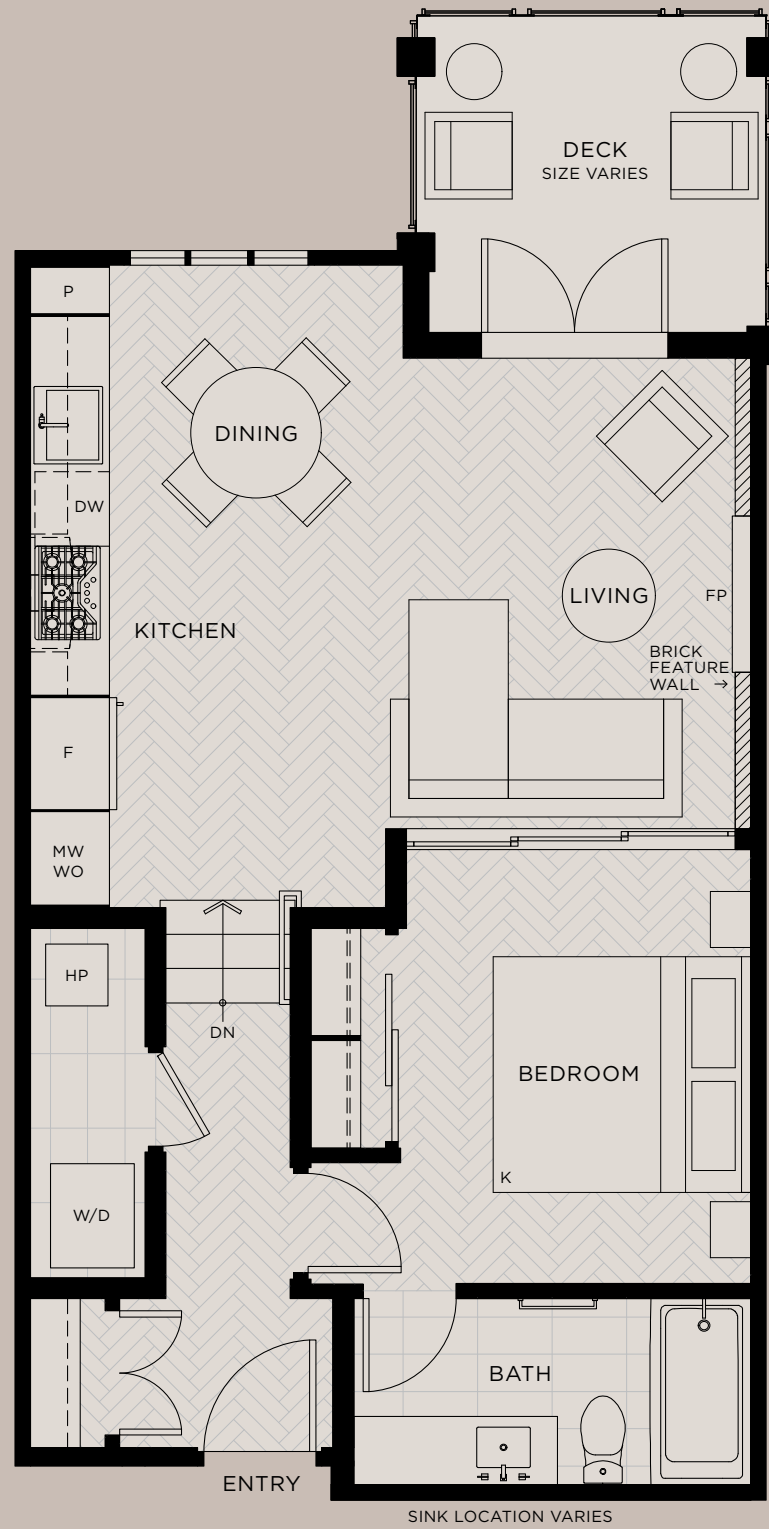 DECK
SIZE VARIES
P
DINING
DW
LIVING
FP
KITCHEN
BRICK
FEATURE
WALL →
F
MW
WO
HP
DN
BEDROOM
K
W/D
BATH
ENTRY
SINK LOCATION VARIES